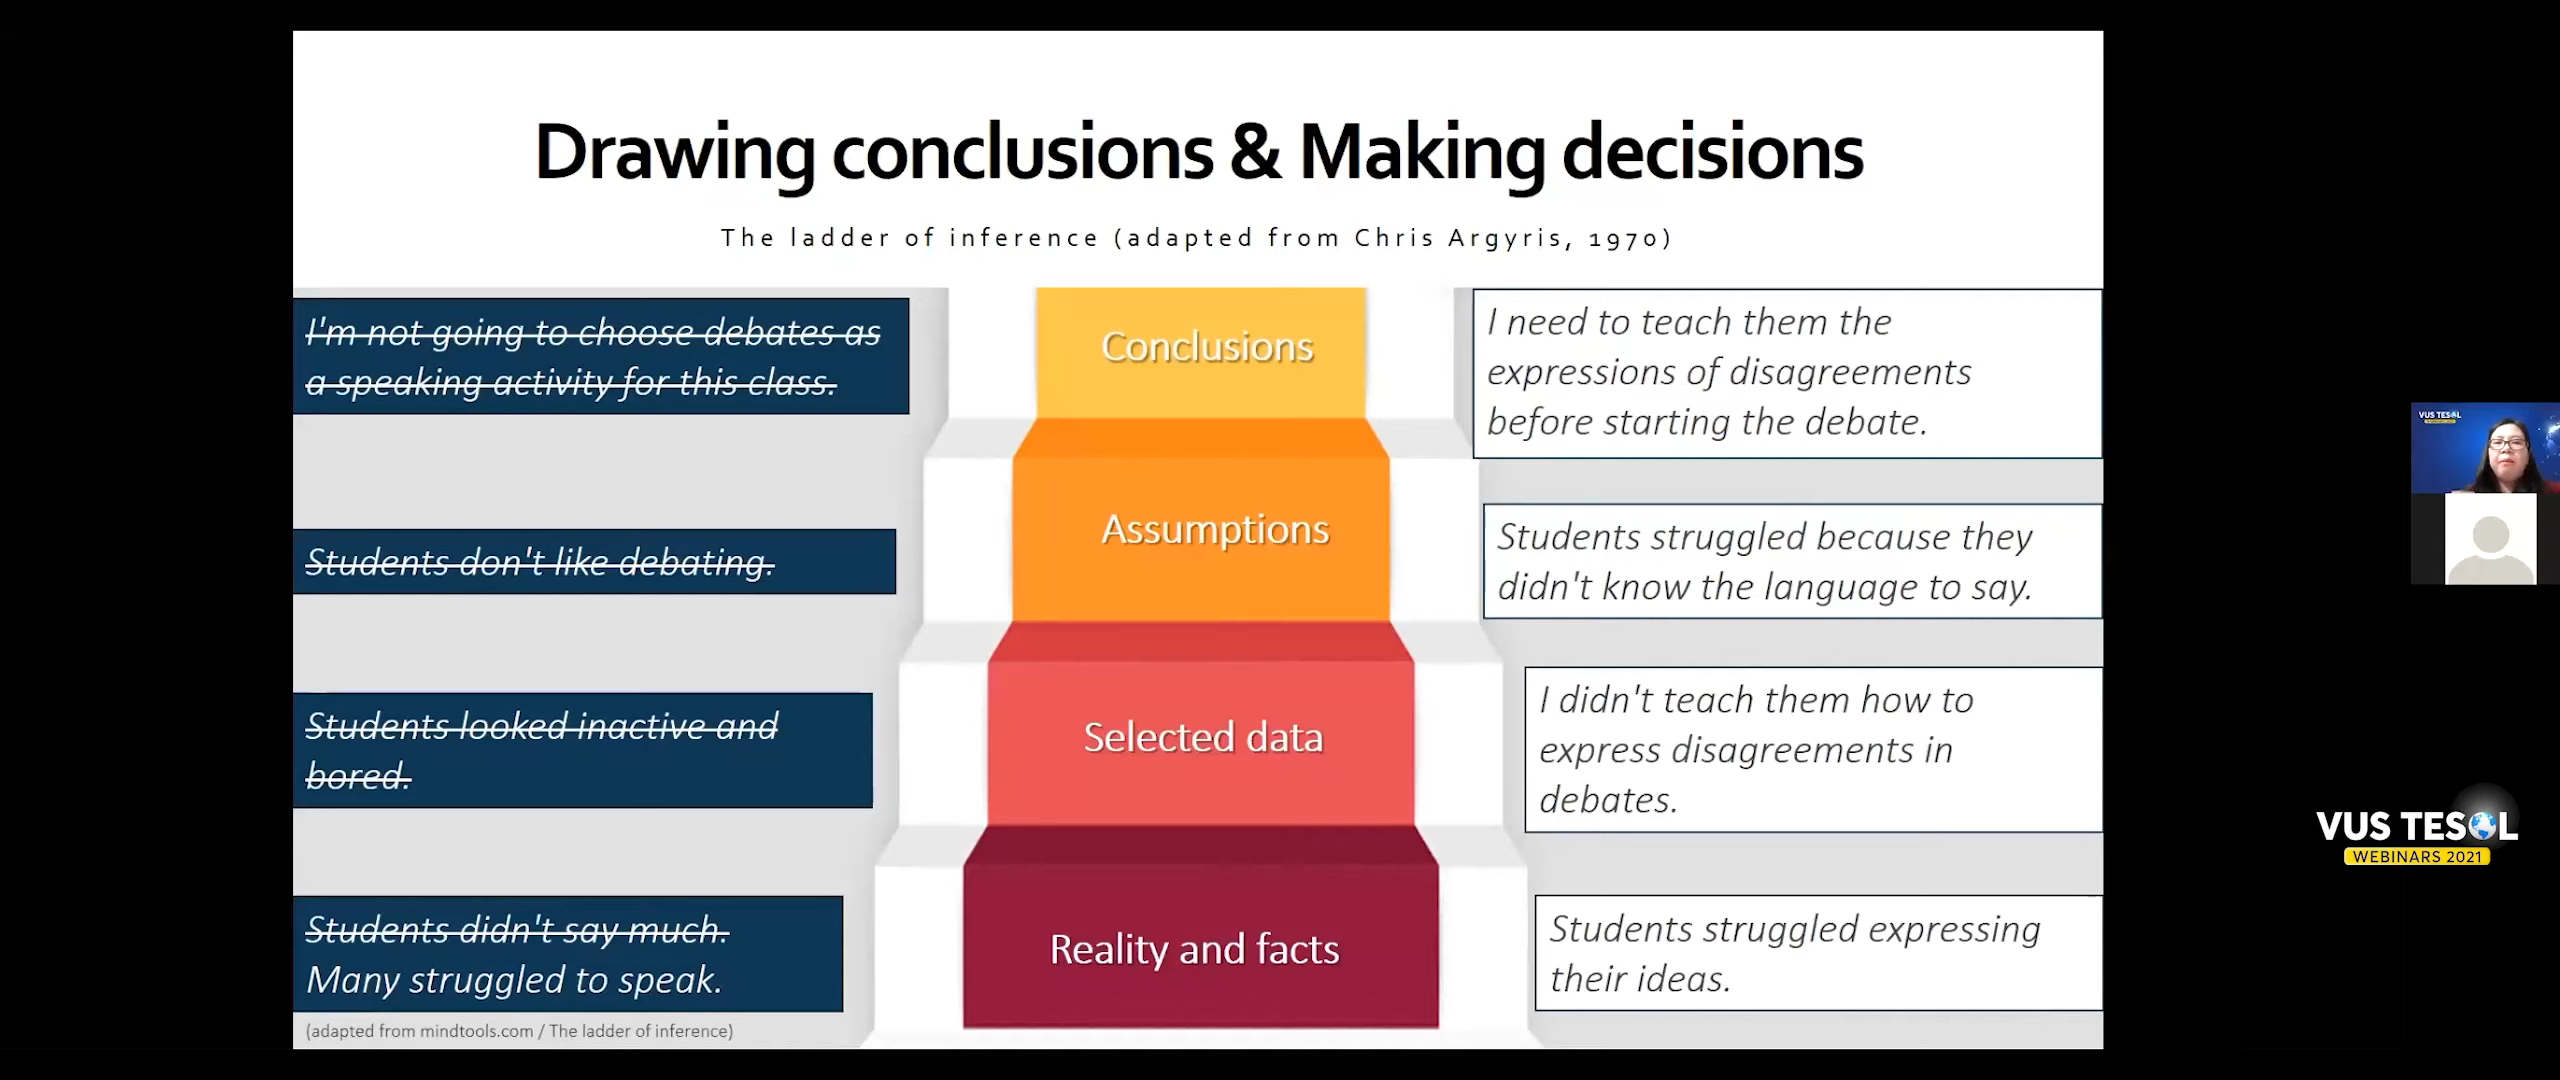 Drawing conclusions & Making decisions
The ladder of inference (adapted from Chris Argyris, 1970)
I'm not going to choose debates as
a speaking activity for this class.
Conclusions
I need to teach them the
expressions of disagreements
before starting the debate.
Students don't like debating.
Assumptions
Students struggled because they
didn't know the language to say.
Students looked inactive and
bored.
Selected data
I didn't teach them how to
express disagreements in
debates.
Students didn't say much.
Many struggled to speak.
Reality and facts
Students struggled expressing
their ideas.
(adapted from mindtools.com / The ladder of inference)
VUS TESOL
VUS TESOL
WEBINARS 2021